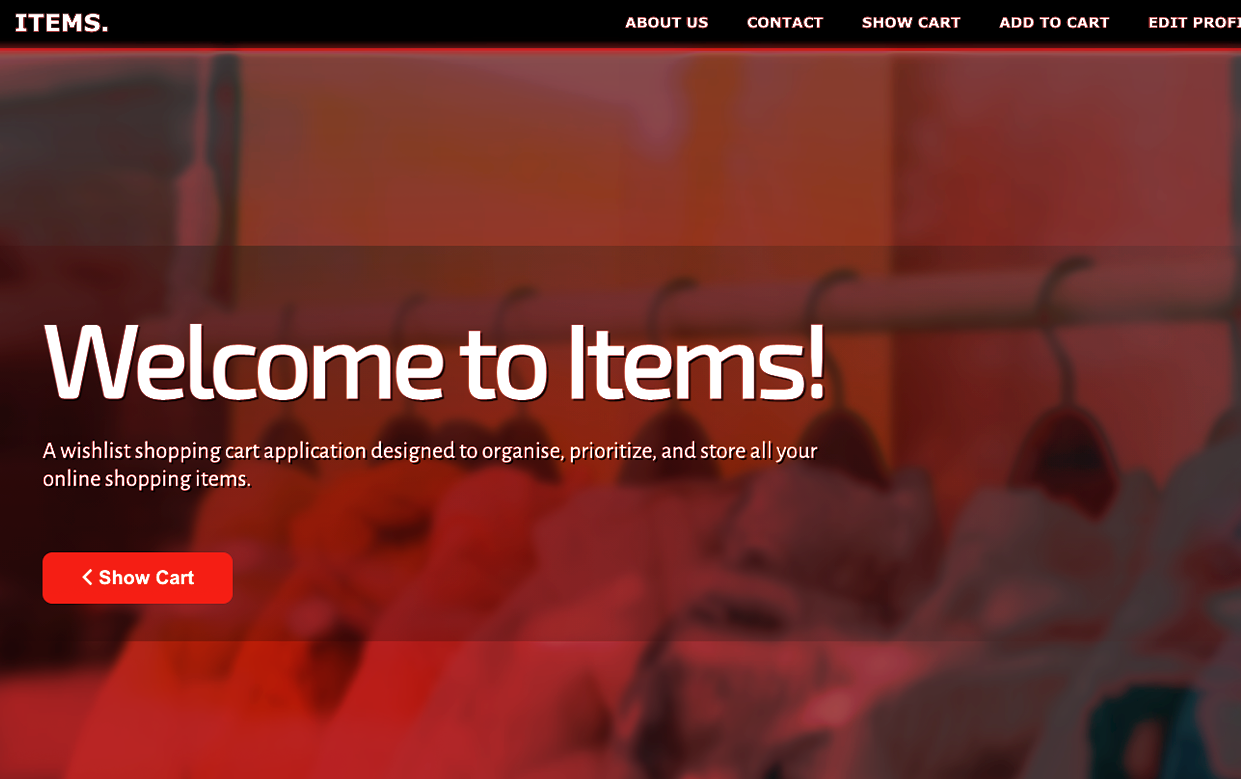 ITEMS.
ABOUT US CONTACT SHOW CART ADD TO CART EDIT PROFI
Welcome to Items!
A wishlist shopping cart application designed to organise, prioritize, and store all your
online shopping items.
Show Cart